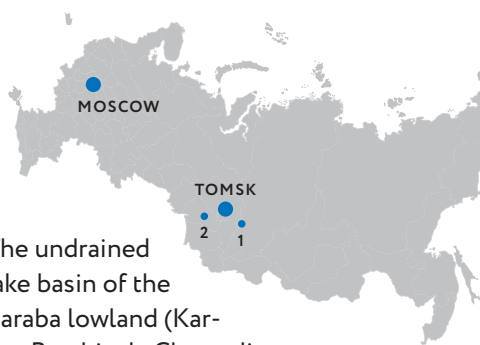 MOSCOW
TOMSK
2
1
he undrained
ake basin of the
araba lowland (Kar-